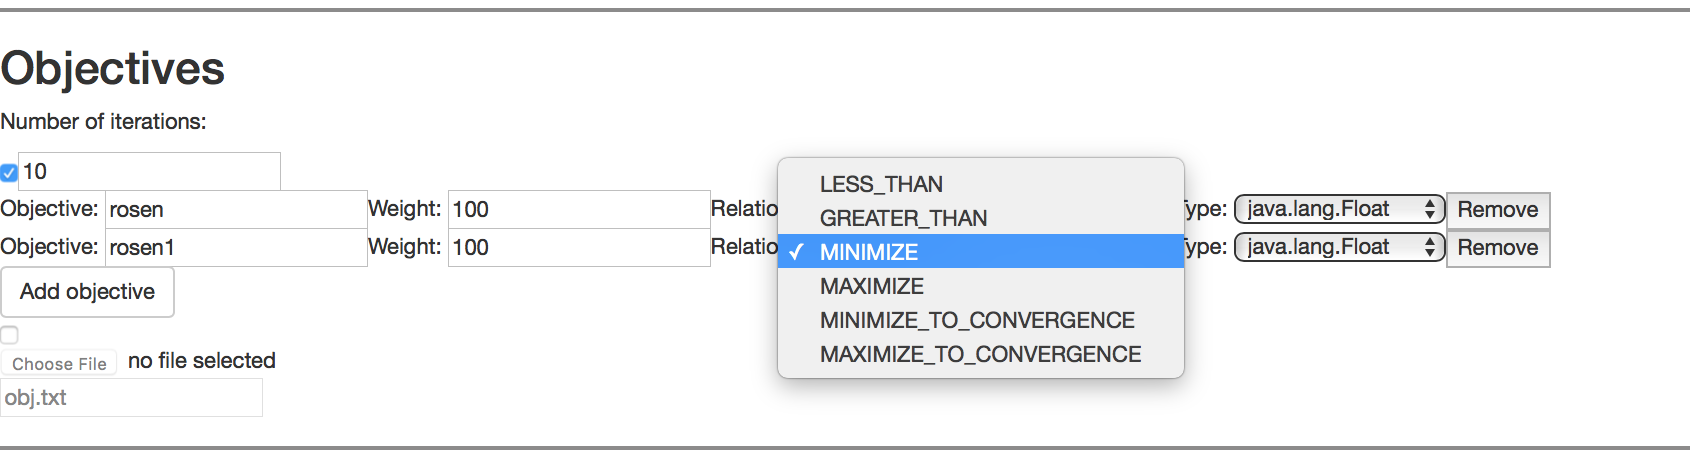 Objectives
Number of iterations:
10
Objective: rosen Weight: 100 Relatio ype: java.lang.Float Remove
Objective: rosen1 Weight: 100 Relatio ype: java.lang.Float Remove
LESS_THAN
GREATER_THAN
✓ MINIMIZE
MAXIMIZE
MINIMIZE_TO_CONVERGENCE
MAXIMIZE_TO_CONVERGENCE
Add objective
Choose File no file selected
obj.txt